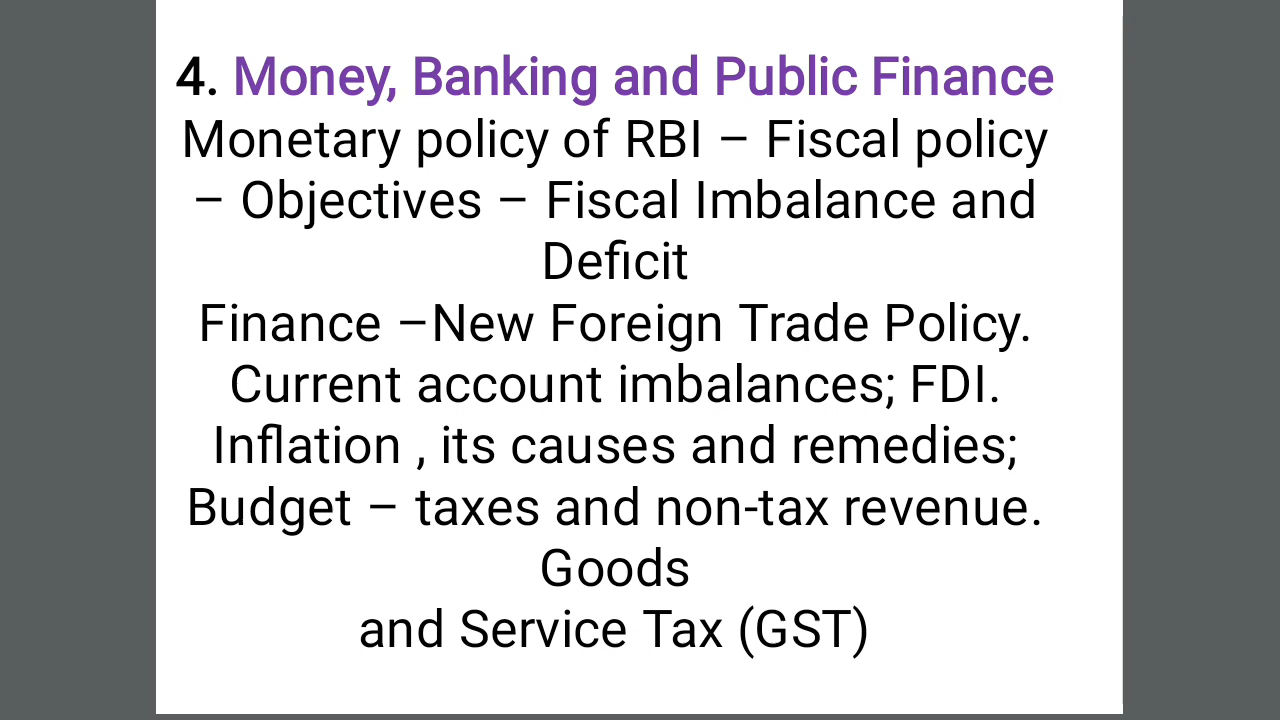 4. Money, Banking and Public Finance
Monetary policy of RBI – Fiscal policy
– Objectives – Fiscal Imbalance and
Deficit
Finance –New Foreign Trade Policy.
Current account imbalances; FDI.
Inflation , its causes and remedies;
Budget – taxes and non-tax revenue.
Goods
and Service Tax (GST)